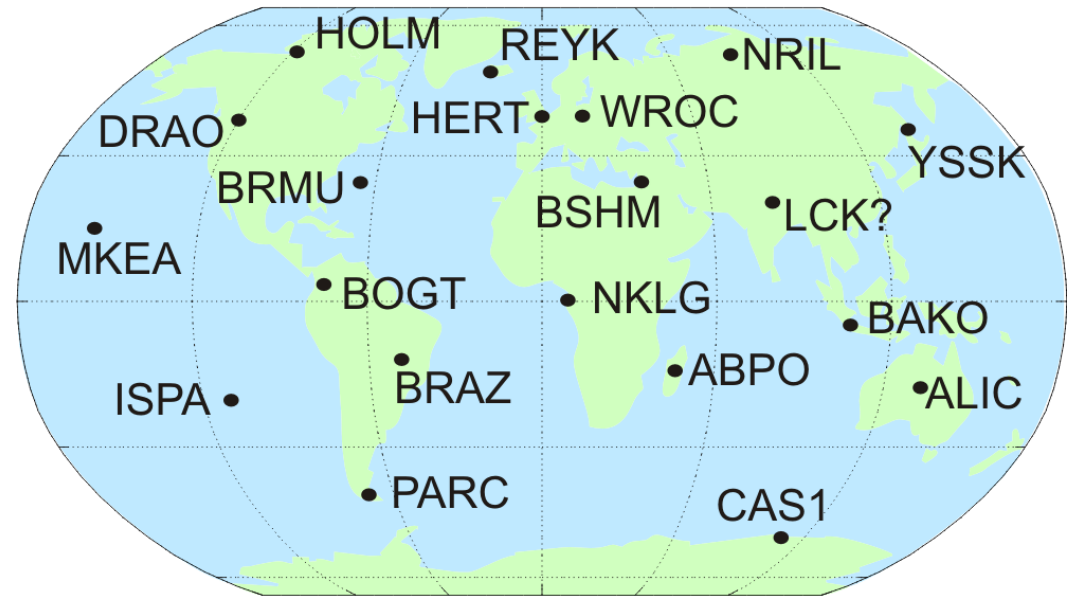 HOLM
REYK
NRIL
HERT
WROC
DRAO
YSSK
BRMU
BSHM
LCK?
MKEA
BOGT
NKLG
BAKO
ABPO
BRAZ
ISPA
ALIC
PARC
CAS1